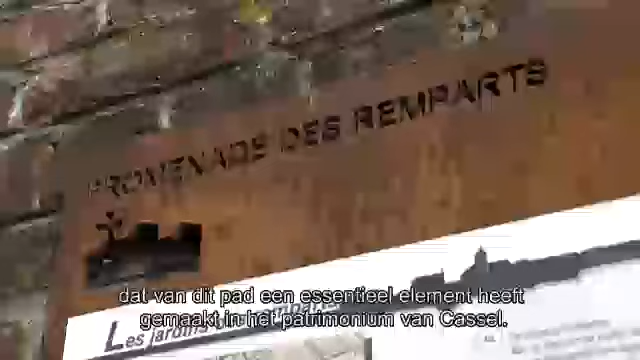 PROMENADE DES REMPARTS
dat van dit pad een essentieel element heeft
gemaakt in het patrimonium van Cassel.
Les jardins